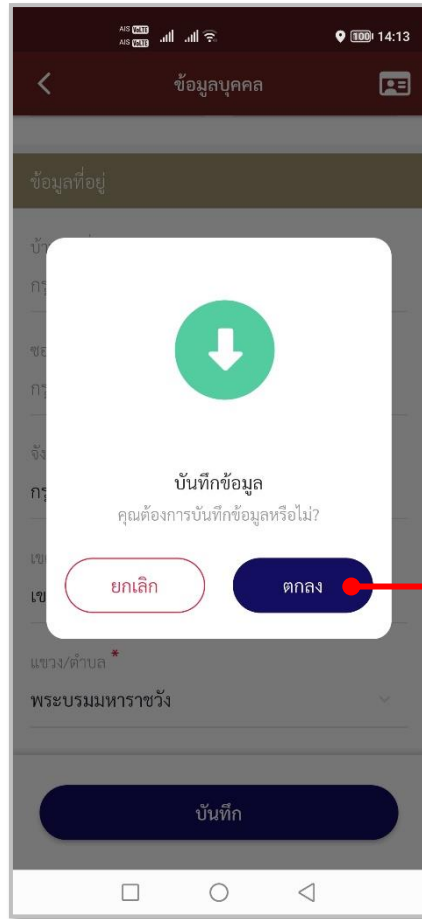 AIS VoLTE
AIS VoLTE
100 14:13
ข้อมูลบุคคล
ข้อมูลที่อยู่
บันทึกข้อมูล
คุณต้องการบันทึกข้อมูลหรือไม่?
ยกเลิก
ตกลง
แขวง/ตำบล *
พระบรมมหาราชวัง
บันทึก